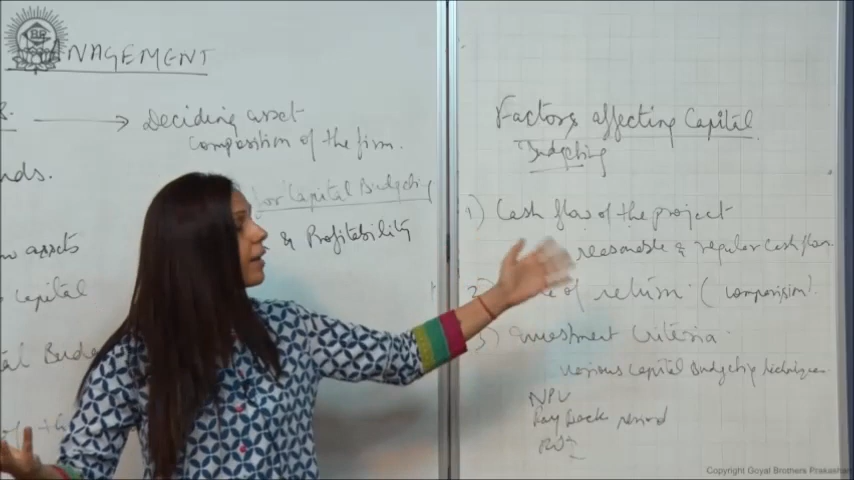 NAGEMENT
Deciding asset
composition of the firm.
nds.
for Capital Budgeting
& Profitability
assets
capital
Factors affecting Capital
Budgeting
1) Cash flow of the project
reasonable & regular cash flow.
2) of return. (comparision)
3) Investment Criteria.
various capital Budgeting techniques
NPV
Pay Back period
Copyright Goyal Brothers Prakashan